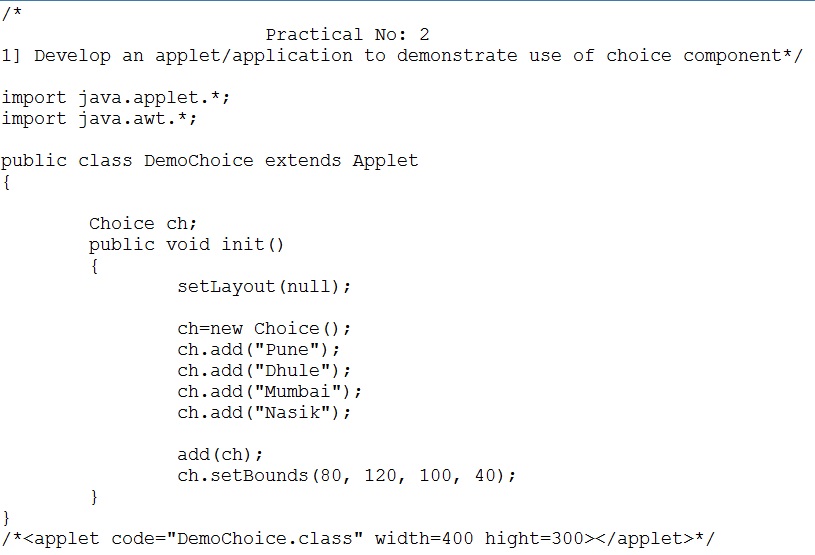 /*
Practical No: 2
1] Develop an applet/application to demonstrate use of choice component*/
import java.applet.*;
import java.awt.*;
public class DemoChoice extends Applet
{
Choice ch;
public void init()
{
setLayout(null);
ch=new Choice();
ch.add("Pune");
ch.add("Dhule");
ch.add("Mumbai");
ch.add("Nasik");
add(ch);
ch.setBounds(80, 120, 100, 40);
}
}
/*<applet code="DemoChoice.class" width=400 hight=300></applet>*/